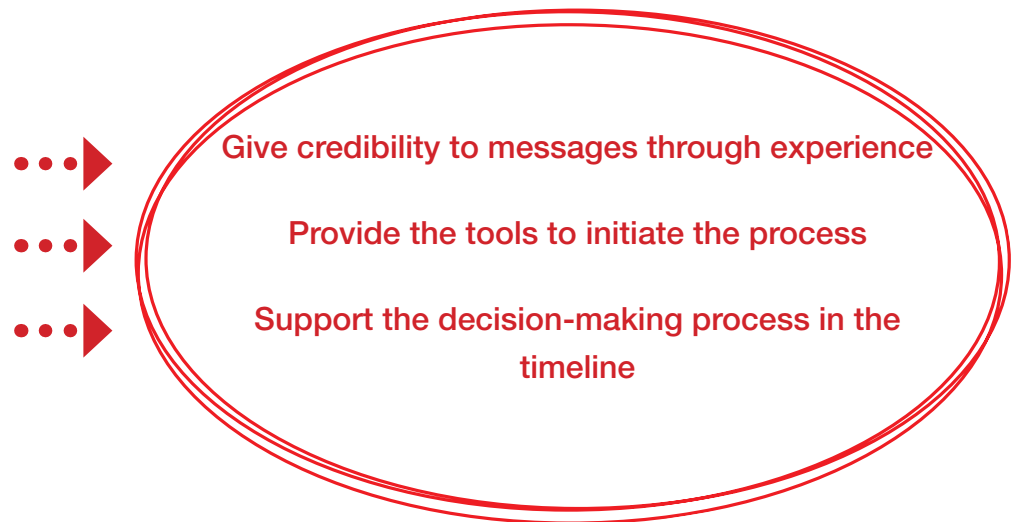 Give credibility to messages through experience
Provide the tools to initiate the process
Support the decision-making process in the
timeline